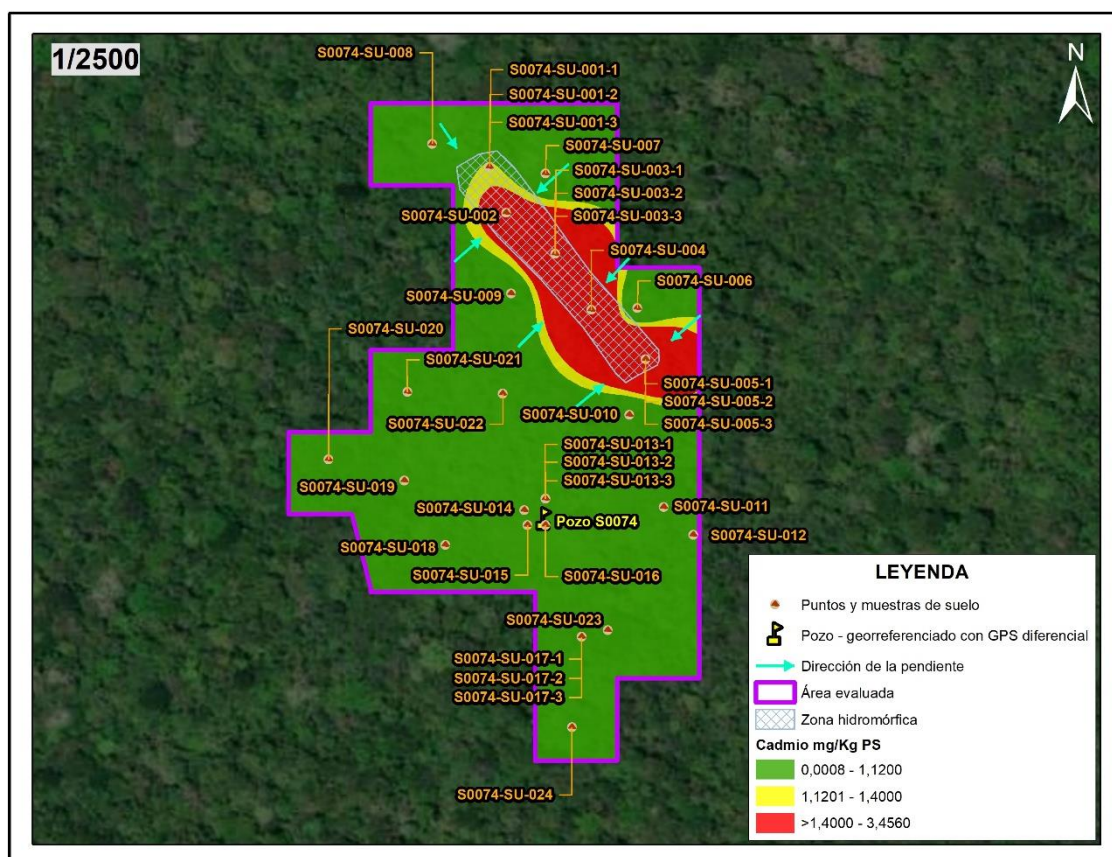 1/2500
N
S0074-SU-008
S0074-SU-001-1
S0074-SU-001-2
S0074-SU-001-3
S0074-SU-007
S0074-SU-003-1
S0074-SU-003-2
S0074-SU-002
S0074-SU-003-3
S0074-SU-004
S0074-SU-006
S0074-SU-009
S0074-SU-020
S0074-SU-021
S0074-SU-005-1
S0074-SU-005-2
S0074-SU-022
S0074-SU-010
S0074-SU-005-3
S0074-SU-013-1
S0074-SU-013-2
S0074-SU-013-3
S0074-SU-019
S0074-SU-014
S0074-SU-011
Pozo S0074
S0074-SU-012
S0074-SU-018
S0074-SU-015
S0074-SU-016
S0074-SU-023
S0074-SU-017-1
S0074-SU-017-2
S0074-SU-017-3
S0074-SU-024
LEYENDA
Puntos y muestras de suelo
Pozo - georreferenciado con GPS diferencial
Dirección de la pendiente
Área evaluada
Zona hidromórfica
Cadmio mg/Kg PS
0,0008 - 1,1200
1,1201 - 1,4000
>1,4000 - 3,4560